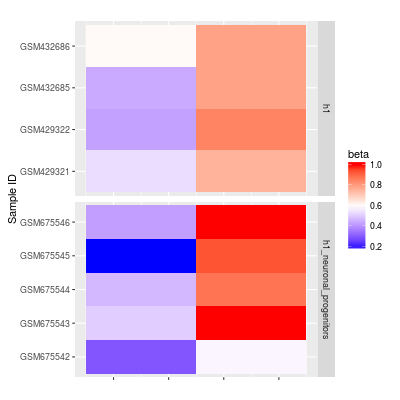 GSM432686
GSM432685
GSM429322
GSM429321
h1
GSM675546
GSM675545
GSM675544
GSM675543
GSM675542
h1_neuronal_progenitors
Sample ID
beta
1.0
0.8
0.6
0.4
0.2